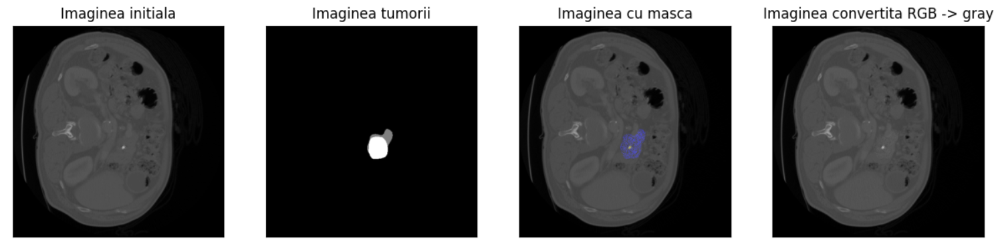 Imaginea initiala
Imaginea tumorii
Imaginea cu masca
Imaginea convertita RGB -> gray